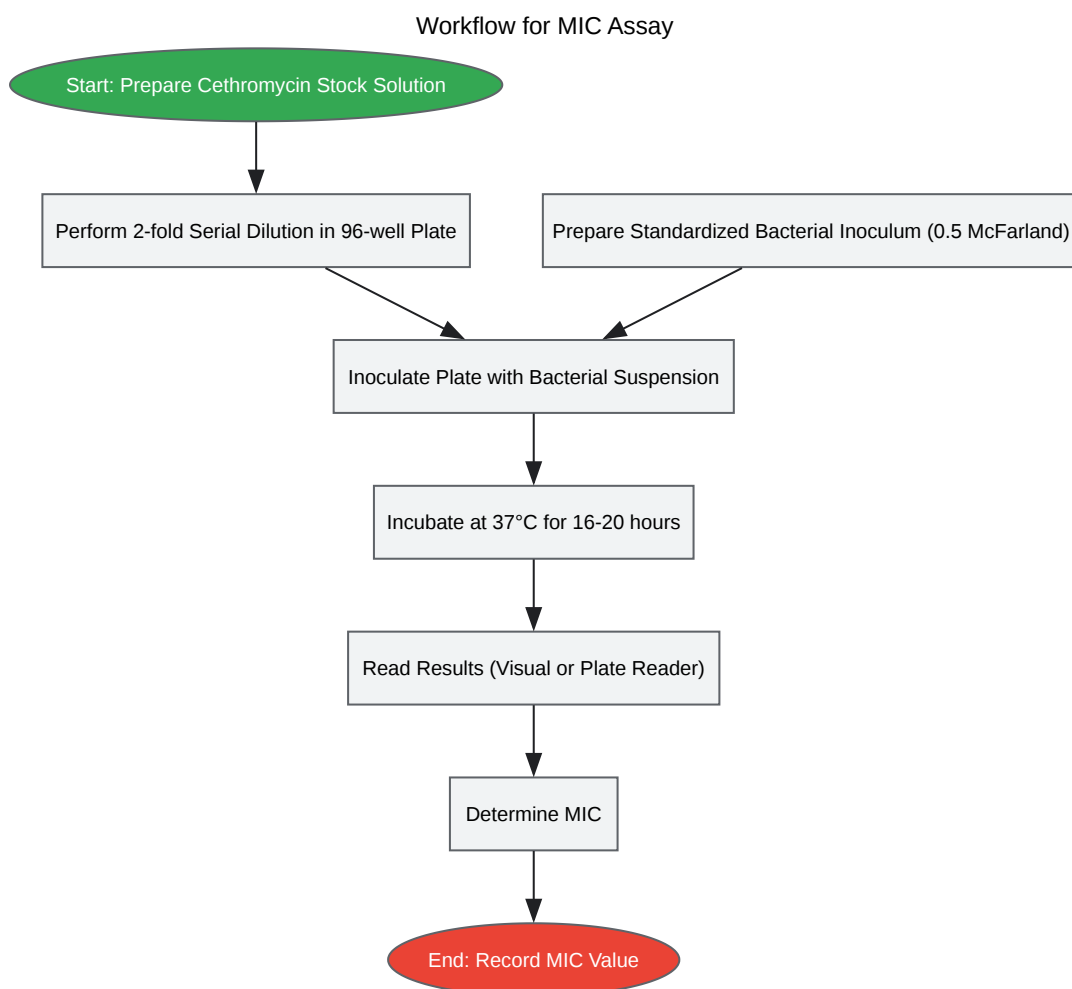 Workflow for MIC Assay
Start: Prepare Cethromycin Stock Solution
Perform 2-fold Serial Dilution in 96-well Plate
Prepare Standardized Bacterial Inoculum (0.5 McFarland)
Inoculate Plate with Bacterial Suspension
Incubate at 37°C for 16-20 hours
Read Results (Visual or Plate Reader)
Determine MIC
End: Record MIC Value